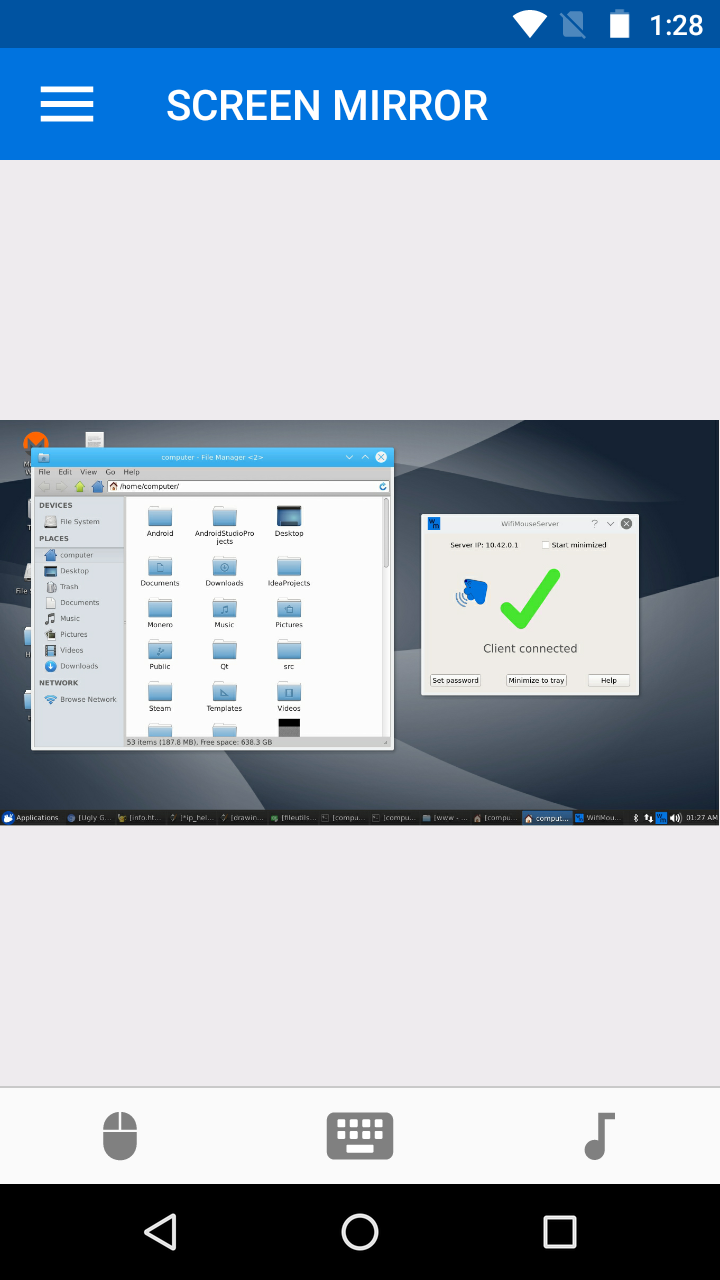 1:28
SCREEN MIRROR
computer - File Manager <2>
File Edit View Go Help
/home/computer/
DEVICES
File System
PLACES
computer
Desktop
Trash
Documents
Music
Pictures
Videos
Downloads
NETWORK
Browse Network
Android AndroidStudioPro
jects Desktop
Documents Downloads IdeaProjects
Monero Music Pictures
Public Qt src
Steam Templates Videos
53 items (187.8 MB), Free space: 638.3 GB
WifiMouseServer
Server IP: 10.42.0.1 Start minimized
Client connected
Set password Minimize to tray Help
Applications [Ugly G... [info.ht... [*ip_hel... [drawin... [fileutils... [compu... [compu... [www - ... [compu... comput... WifiMou... 01:27 AM